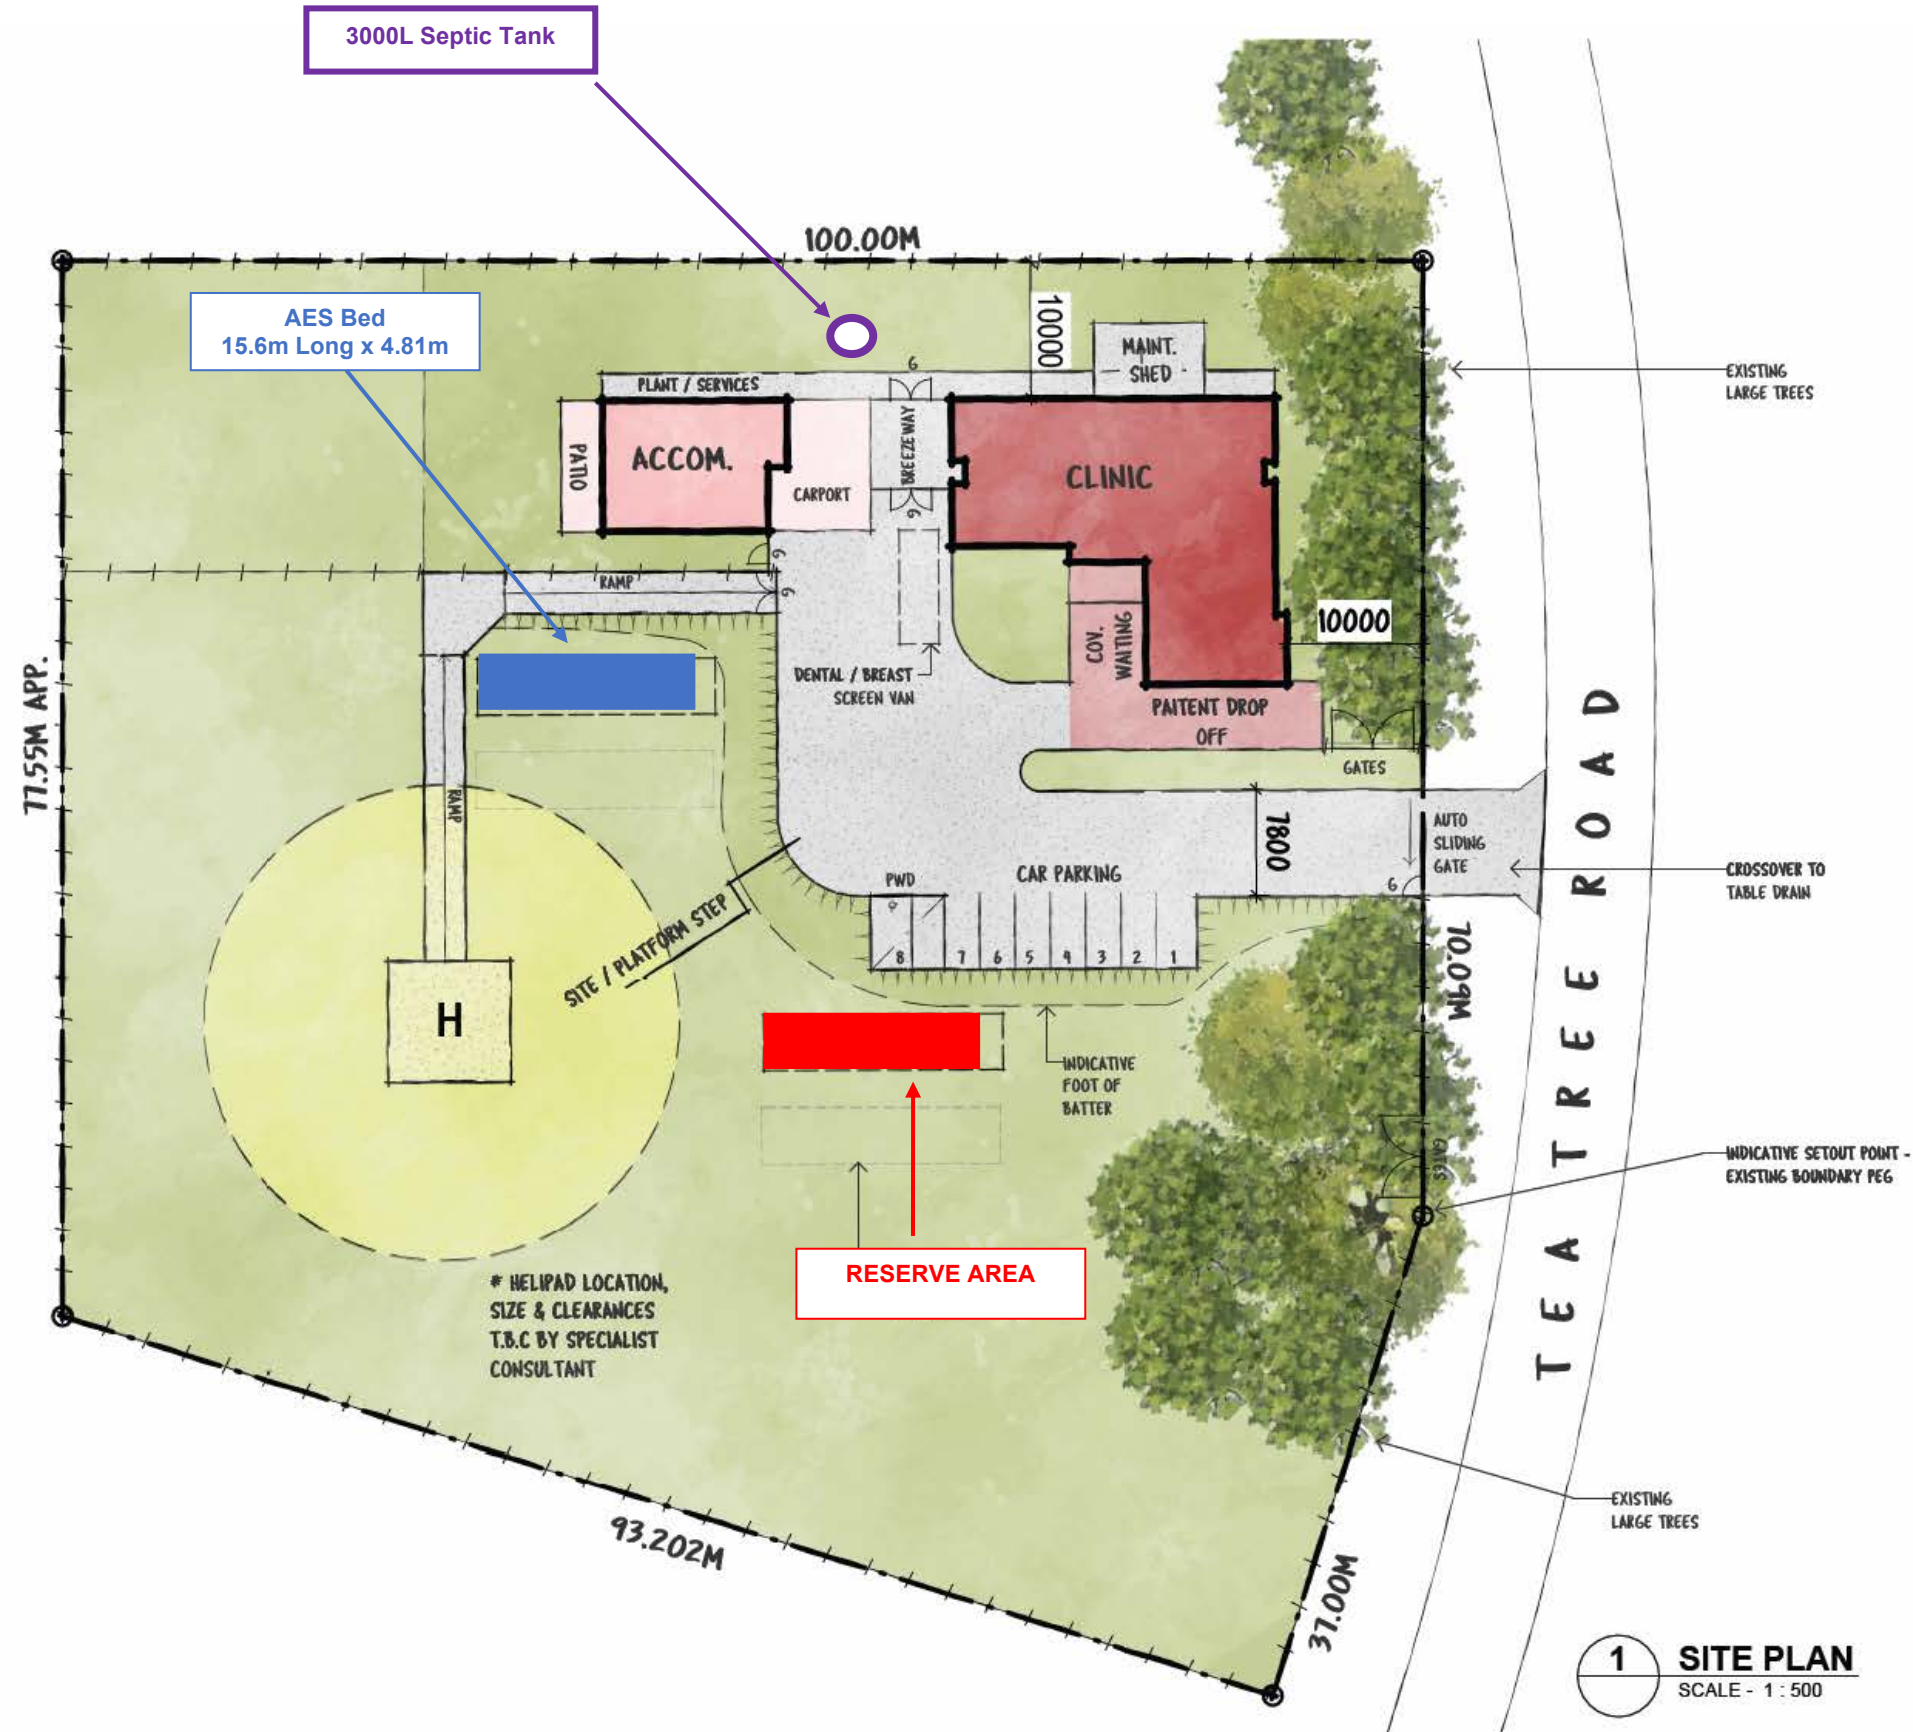 3000L Septic Tank
100.00M
AES Bed
15.6m Long x 4.81m
10000
MAINT.
SHED
EXISTING
LARGE TREES
6
PLANT / SERVICES
PATIO
ACCOM.
CARPORT
BREEZEWAY
6
CLINIC
6
6
RAMP
10000
COV.
WAITING
DENTAL / BREAST
SCREEN VAN
PAITENT DROP
OFF
GATES
77.55M APP.
RAMP
7800
AUTO
SLIDING
GATE
6
CROSSOVER TO
TABLE DRAIN
TEA TREE ROAD
PWD
CAR PARKING
8
7
6
5
4
3
2
1
SITE / PLATFORM STEP
70.09M
H
INDICATIVE
FOOT OF
BATTER
GATES
INDICATIVE SETOUT POINT -
EXISTING BOUNDARY PEG
RESERVE AREA
# HELIPAD LOCATION,
SIZE & CLEARANCES
T.B.C BY SPECIALIST
CONSULTANT
EXISTING
LARGE TREES
93.202M
37.00M
1
SITE PLAN
SCALE - 1 : 500